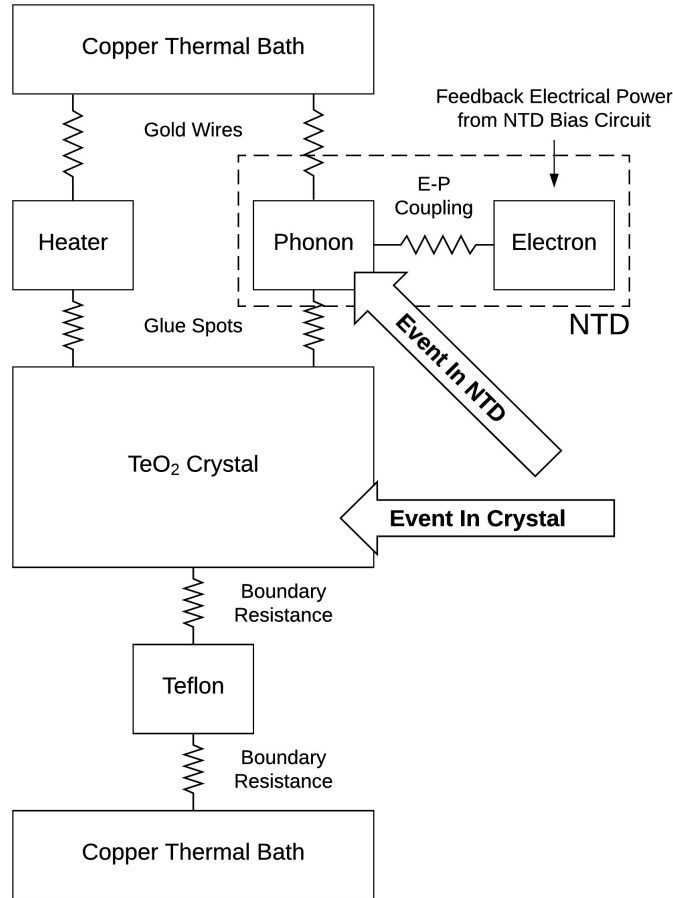 Copper Thermal Bath
Feedback Electrical Power
from NTD Bias Circuit
Gold Wires
E-P
Coupling
Heater
Phonon
Electron
Glue Spots
NTD
Event In NTD
TeO₂ Crystal
Event In Crystal
Boundary
Resistance
Teflon
Boundary
Resistance
Copper Thermal Bath